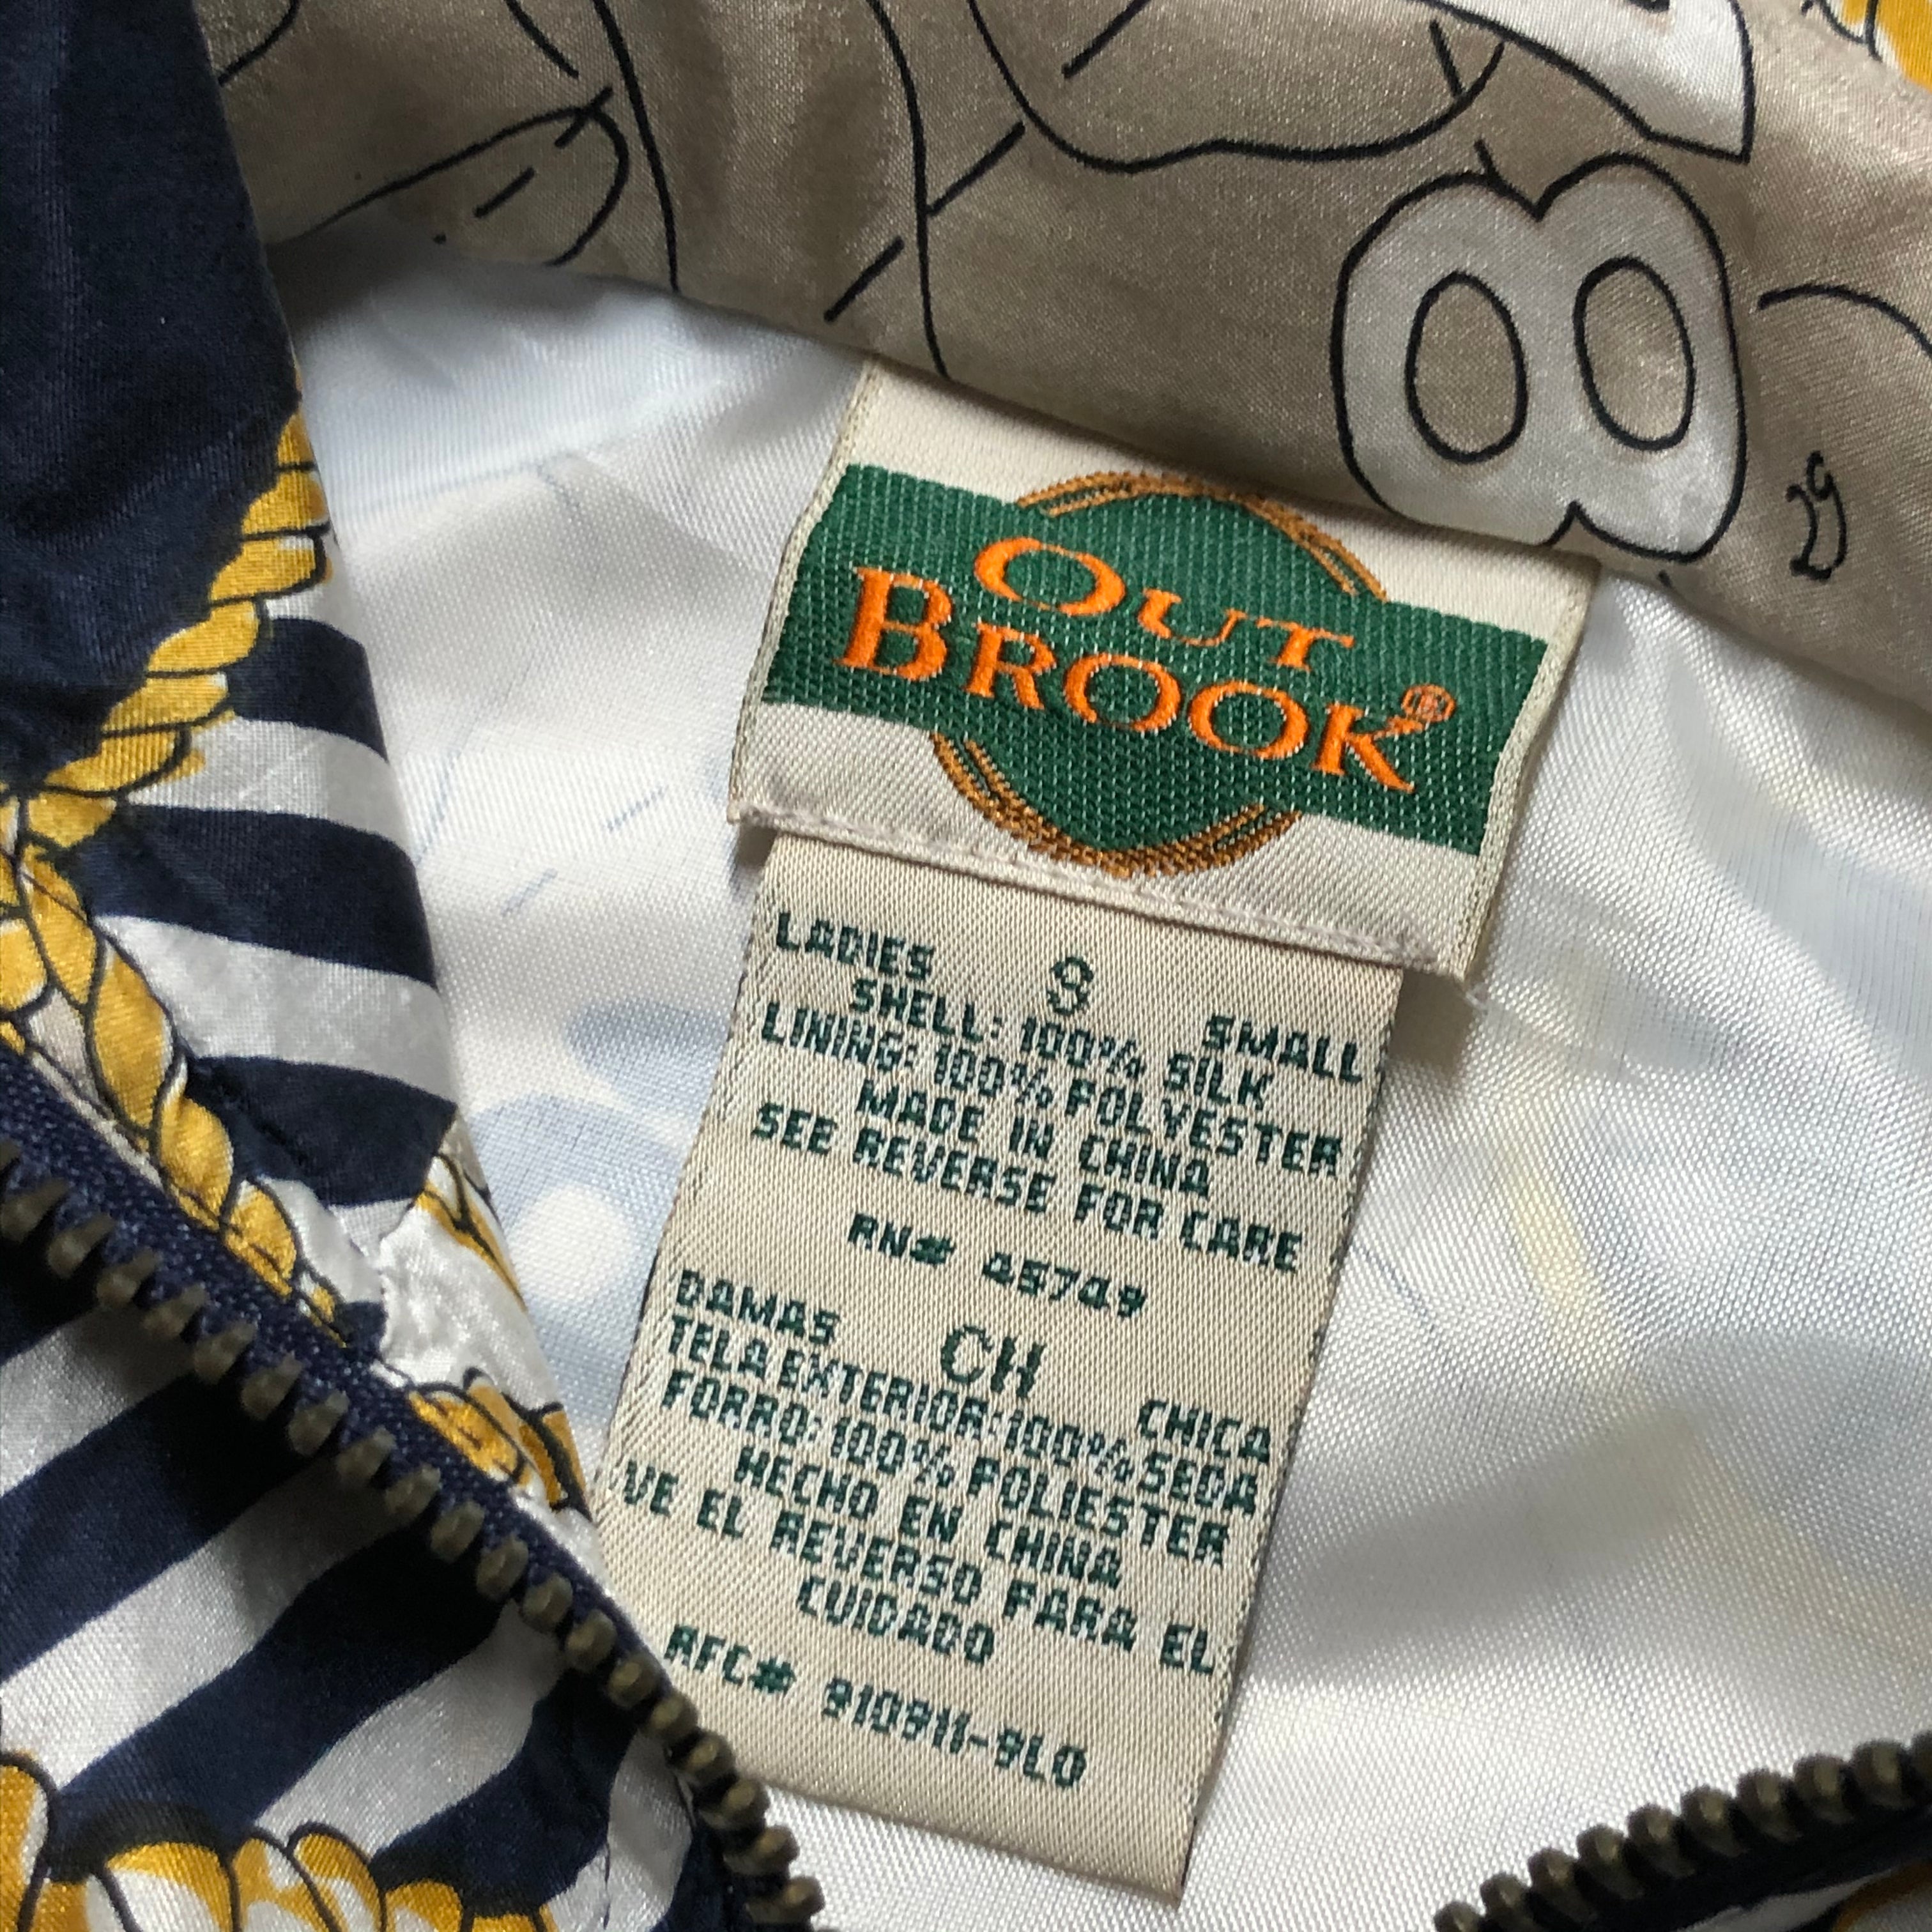 OUT
BROOK®
LADIES S SMALL
SHELL: 100% SILK
LINING: 100% POLYESTER
MADE IN CHINA
SEE REVERSE FOR CARE
RN# 45749
DAMAS CH CHICA
TELA EXTERIOR: 100% SEDA
FORRO: 100% POLIESTER
HECHO EN CHINA
VE EL REVERSO PARA EL
CUIDADO
RFC# 910911-9L0